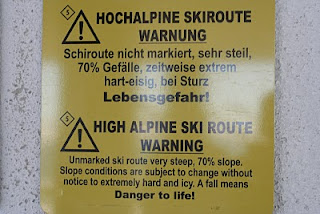 HOCHALPINE SKIROUTE
WARNUNG
Schiroute nicht markiert, sehr steil,
70% Gefälle, zeitweise extrem
hart-eisig, bei Sturz
Lebensgefahr!
HIGH ALPINE SKI ROUTE
WARNING
Unmarked ski route very steep, 70% slope.
Slope conditions are subject to change without
notice to extremely hard and icy. A fall means
Danger to life!